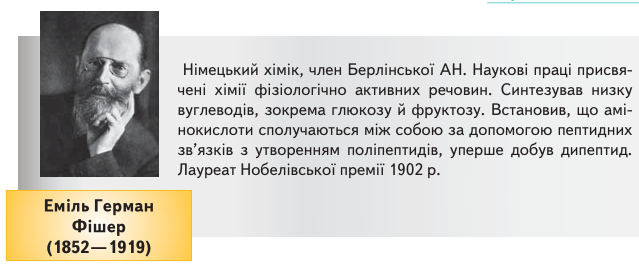 Німецький хімік, член Берлінської АН. Наукові праці присвя-
чені хімії фізіологічно активних речовин. Синтезував низку
вуглеводів, зокрема глюкозу й фруктозу. Встановив, що амі-
нокислоти сполучаються між собою за допомогою пептидних
зв’язків з утворенням поліпептидів, уперше добув дипептид.
Лауреат Нобелівської премії 1902 р.
Еміль Герман
Фішер
(1852—1919)